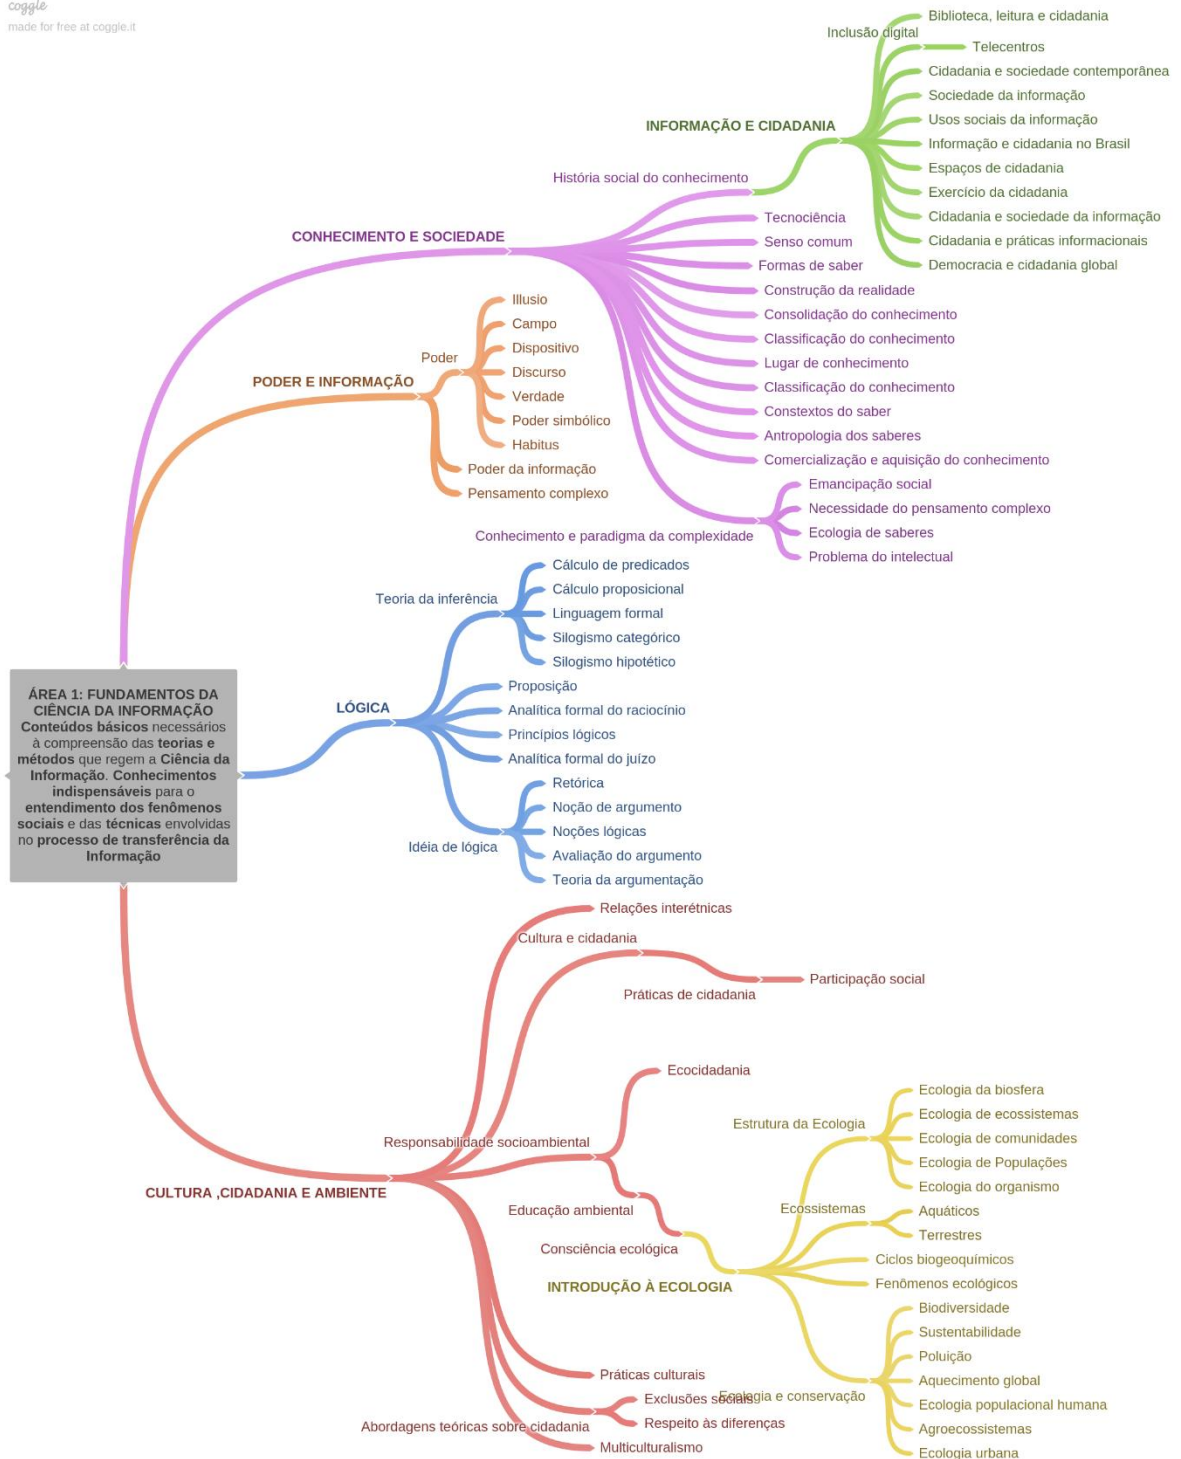 coggle
made for free at coggle.it
Biblioteca, leitura e cidadania
Inclusão digital
Telecentros
Cidadania e sociedade contemporânea
Sociedade da informação
Usos sociais da informação
INFORMAÇÃO E CIDADANIA
Informação e cidadania no Brasil
Espaços de cidadania
História social do conhecimento
Exercício da cidadania
Cidadania e sociedade da informação
Cidadania e práticas informacionais
Democracia e cidadania global
CONHECIMENTO E SOCIEDADE
Tecnociência
Senso comum
Formas de saber
Construção da realidade
Consolidação do conhecimento
Classificação do conhecimento
Lugar de conhecimento
Classificação do conhecimento
Constextos do saber
Antropologia dos saberes
Comercialização e aquisição do conhecimento
Conhecimento e paradigma da complexidade
Emancipação social
Necessidade do pensamento complexo
Ecologia de saberes
Problema do intelectual
PODER E INFORMAÇÃO
Poder
Illusio
Campo
Dispositivo
Discurso
Verdade
Poder simbólico
Habitus
Poder da informação
Pensamento complexo
ÁREA 1: FUNDAMENTOS DA
CIÊNCIA DA INFORMAÇÃO
Conteúdos básicos necessários
à compreensão das teorias e
métodos que regem a Ciência da
Informação. Conhecimentos
indispensáveis para o
entendimento dos fenômenos
sociais e das técnicas envolvidas
no processo de transferência da
Informação
LÓGICA
Teoria da inferência
Cálculo de predicados
Cálculo proposicional
Linguagem formal
Silogismo categórico
Silogismo hipotético
Proposição
Analítica formal do raciocínio
Princípios lógicos
Analítica formal do juízo
Idéia de lógica
Retórica
Noção de argumento
Noções lógicas
Avaliação do argumento
Teoria da argumentação
CULTURA ,CIDADANIA E AMBIENTE
Relações interétnicas
Cultura e cidadania
Práticas de cidadania
Participação social
Responsabilidade socioambiental
Ecocidadania
Educação ambiental
Consciência ecológica
INTRODUÇÃO À ECOLOGIA
Estrutura da Ecologia
Ecologia da biosfera
Ecologia de ecossistemas
Ecologia de comunidades
Ecologia de Populações
Ecologia do organismo
Ecossistemas
Aquáticos
Terrestres
Ciclos biogeoquímicos
Fenômenos ecológicos
Ecologia e conservação
Biodiversidade
Sustentabilidade
Poluição
Aquecimento global
Ecologia populacional humana
Agroecossistemas
Ecologia urbana
Práticas culturais
Abordagens teóricas sobre cidadania
Exclusões sociais
Respeito às diferenças
Multiculturalismo